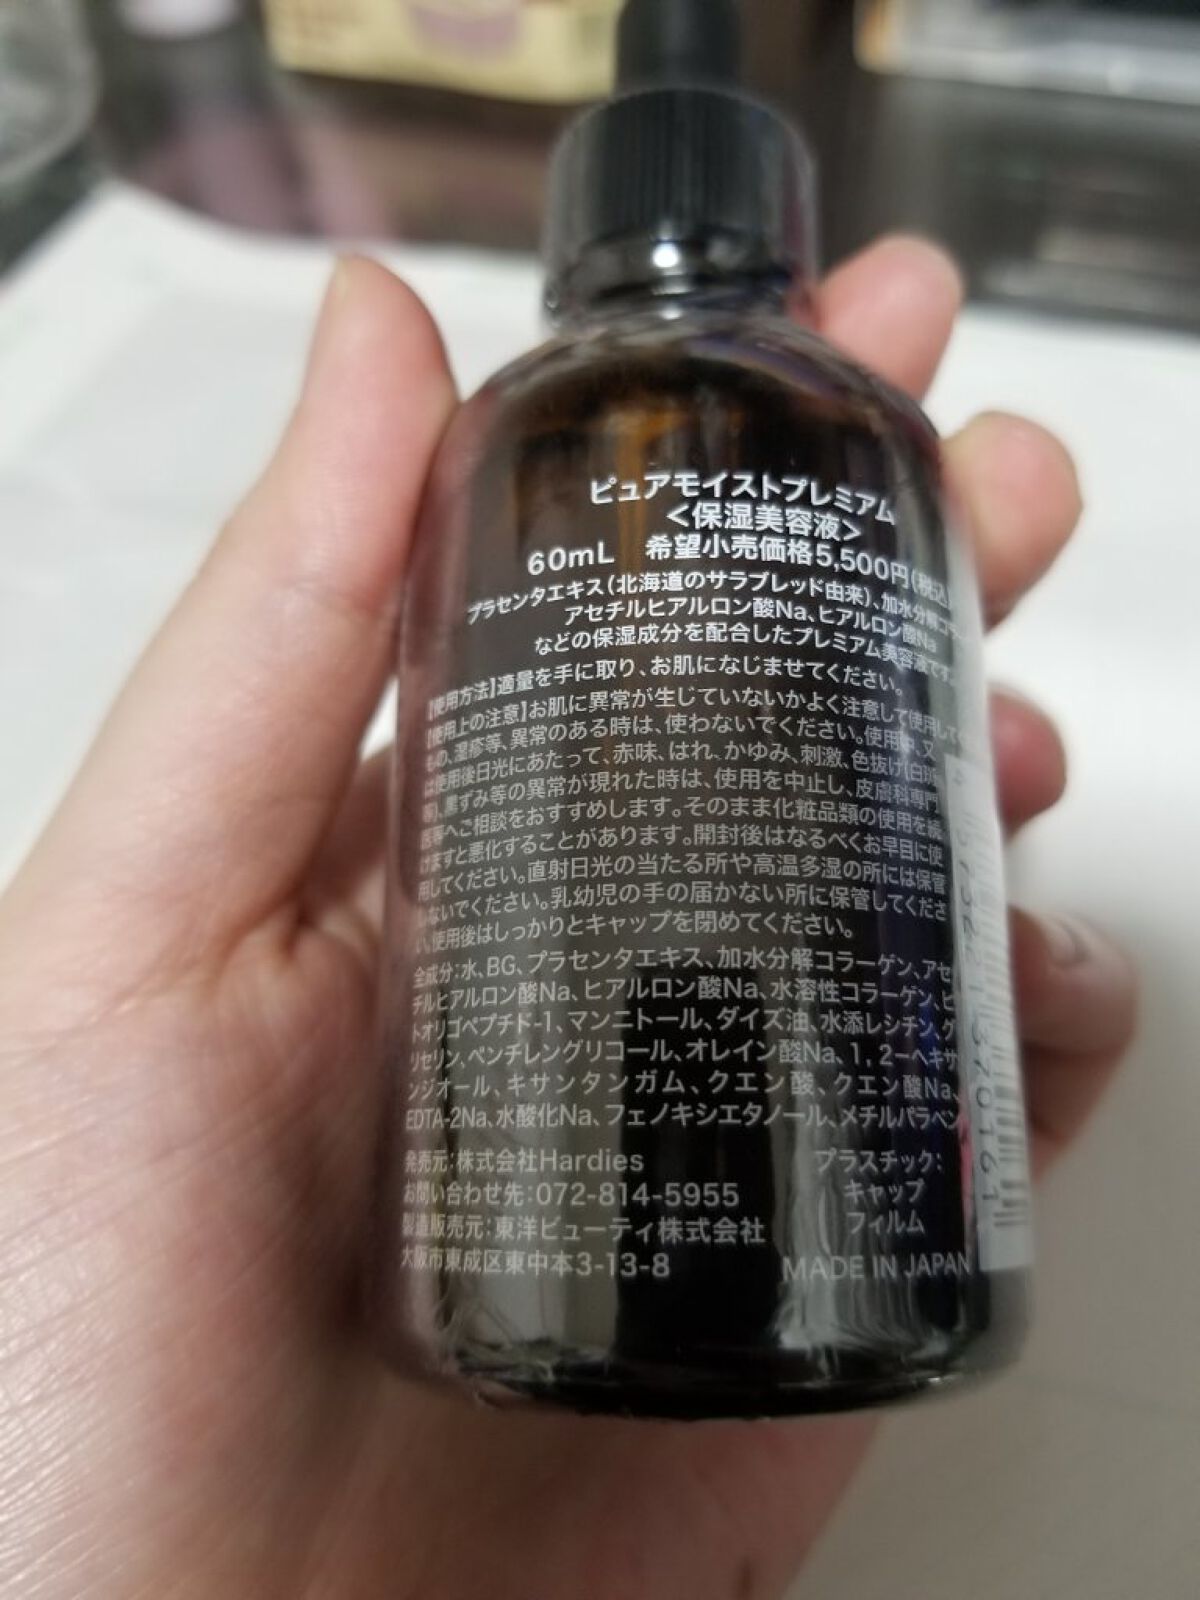 ピュアモイストプレミアム
<保湿美容液>
60mL 希望小売価格5,500円(税込
プラセンタエキス(北海道のサラブレッド由来)、加水分解コラ
アセチルヒアルロン酸Na、ヒアルロン酸Na
などの保湿成分を配合したプレミアム美容液です。
【使用方法】適量を手に取り、お肌になじませてください。
【使用上の注意】お肌に異常が生じていないかよく注意して使用して
もの、湿疹等、異常のある時は、使わないでください。使用中、又
は使用後日光にあたって、赤味、はれ、かゆみ、刺激、色抜け(白斑
等)、黒ずみ等の異常が現れた時は、使用を中止し、皮膚科専門
医等へご相談をおすすめします。そのまま化粧品類の使用を続
けますと悪化することがあります。開封後はなるべくお早目に使
用してください。直射日光の当たる所や高温多湿の所には保管
しないでください。乳幼児の手の届かない所に保管してくださ
い。使用後はしっかりとキャップを閉めてください。
全成分:水、BG、プラセンタエキス、加水分解コラーゲン、アセ
チルヒアルロン酸Na、ヒアルロン酸Na、水溶性コラーゲン、ヒ
トオリゴペプチド-1、マンニトール、ダイズ油、水添レシチン、グ
リセリン、ペンチレングリコール、オレイン酸Na、1,2-ヘキサ
ンジオール、キサンタンガム、クエン酸、クエン酸Na、
EDTA-2Na、水酸化Na、フェノキシエタノール、メチルパラベン
発売元:株式会社Hardies
お問い合わせ先:072-814-5955
製造販売元:東洋ビューティ株式会社
大阪市東成区東中本3-13-8
プラスチック:
キャップ
フィルム
MADE IN JAPAN